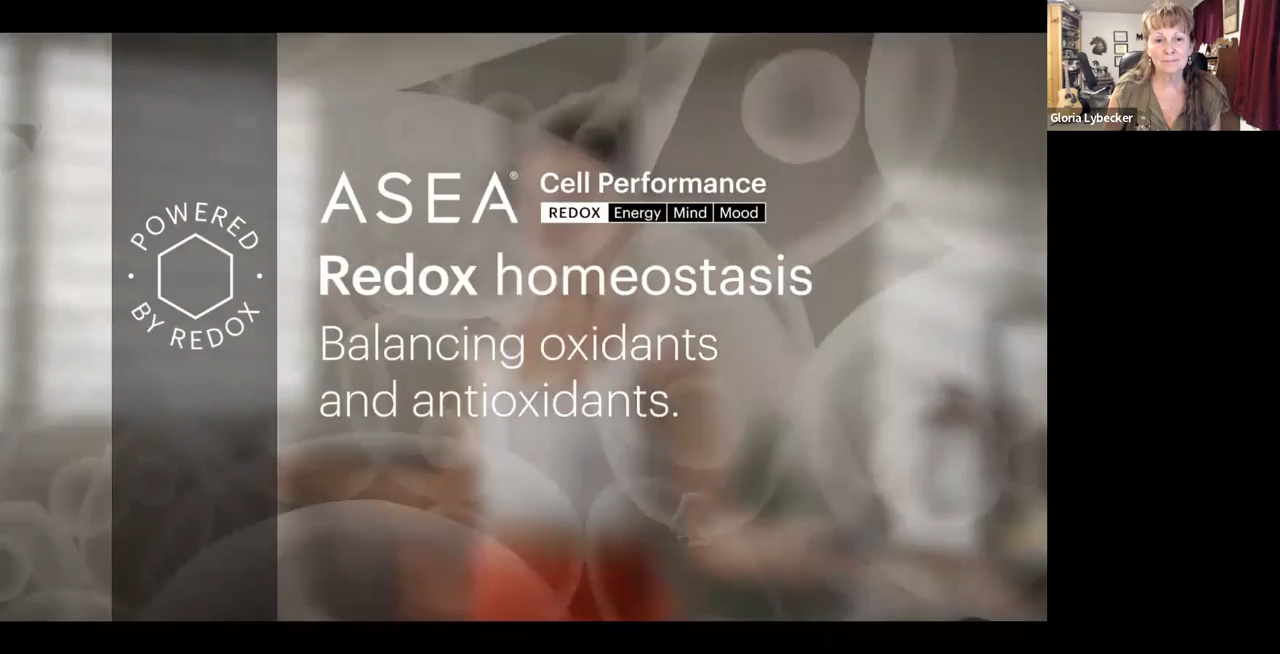 POWERED
BY REDOX
ASEA®
Cell Performance
REDOX Energy Mind Mood
Redox homeostasis
Balancing oxidants
and antioxidants.
Gloria Lybecker